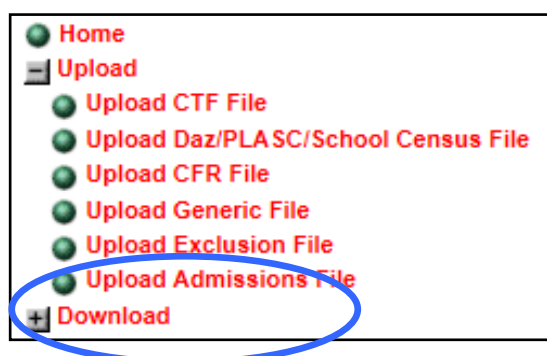 Home
Upload
Upload CTF File
Upload Daz/PLASC/School Census File
Upload CFR File
Upload Generic File
Upload Exclusion File
Upload Admissions File
Download